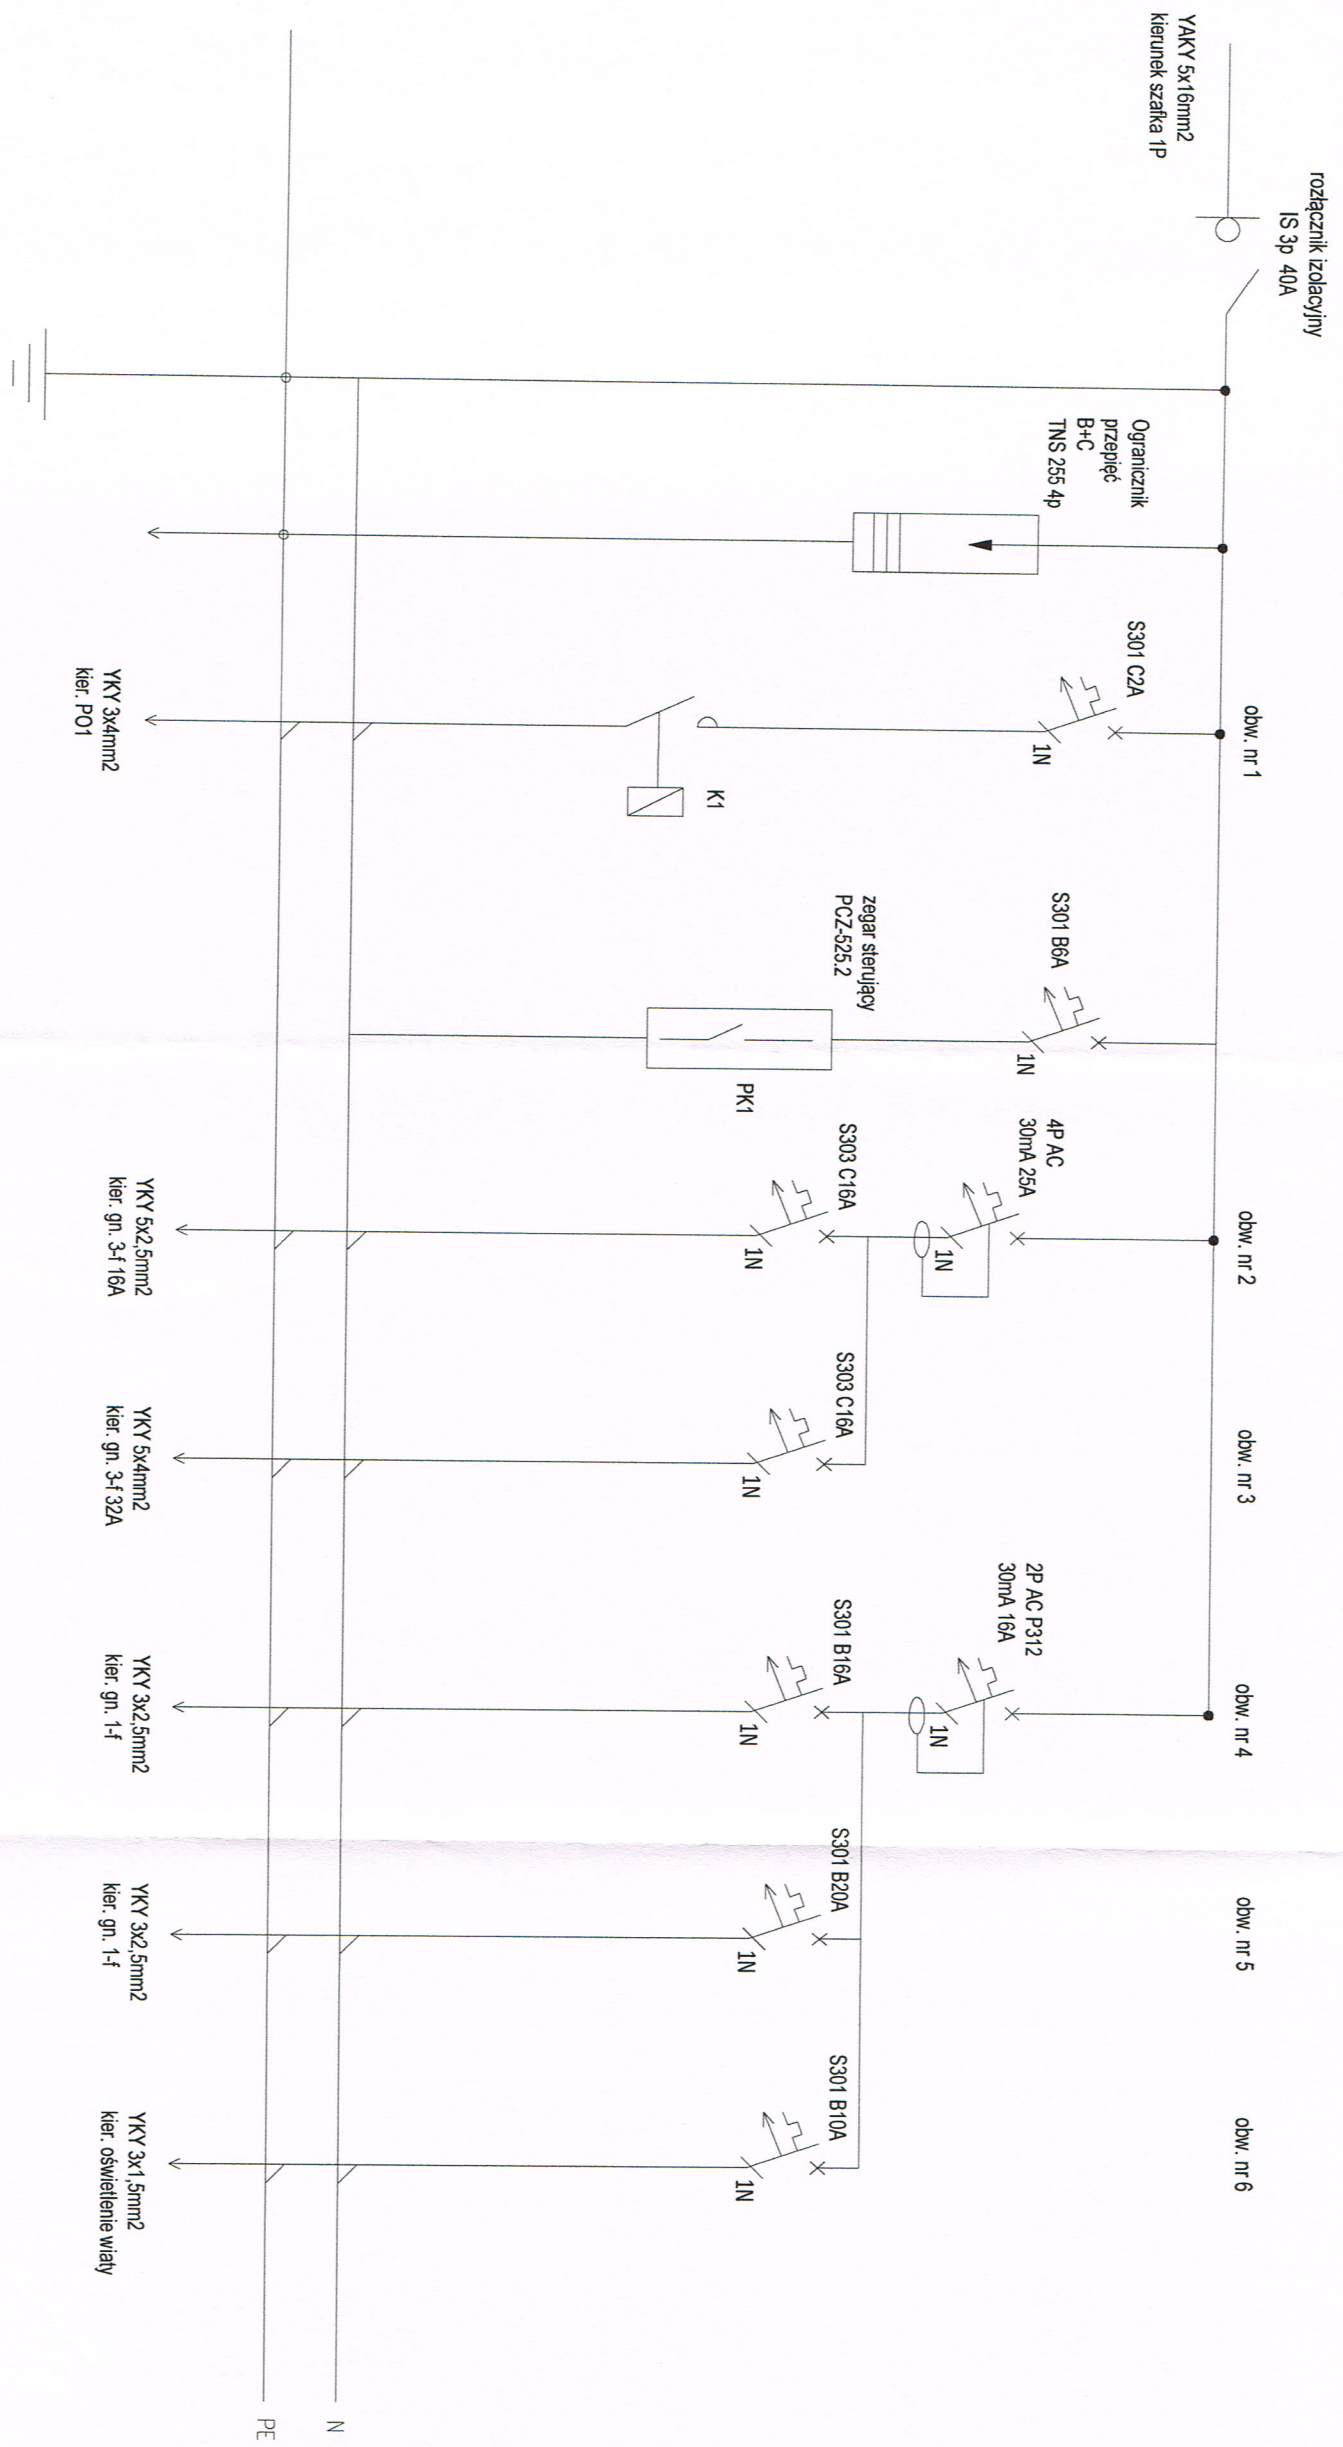 rozłącznik izolacyjny
IS 3p 40A
YAKY 5x16mm2
kierunek szafka 1P
Ogranicznik
przepięć
B+C
TNS 255 4p
obw. nr 1
S301 C2A
1N
K1
YKY 3x4mm2
kier. PO1
S301 B6A
1N
zegar sterujący
PCZ-525.2
PK1
obw. nr 2
4P AC
30mA 25A
1N
S303 C16A
1N
YKY 5x2,5mm2
kier. gn. 3-f 16A
obw. nr 3
S303 C16A
1N
YKY 5x4mm2
kier. gn. 3-f 32A
obw. nr 4
2P AC P312
30mA 16A
1N
S301 B16A
1N
YKY 3x2,5mm2
kier. gn. 1-f
obw. nr 5
S301 B20A
1N
YKY 3x2,5mm2
kier. gn. 1-f
obw. nr 6
S301 B10A
1N
YKY 3x1,5mm2
kier. oświetlenie wiaty
N
PE